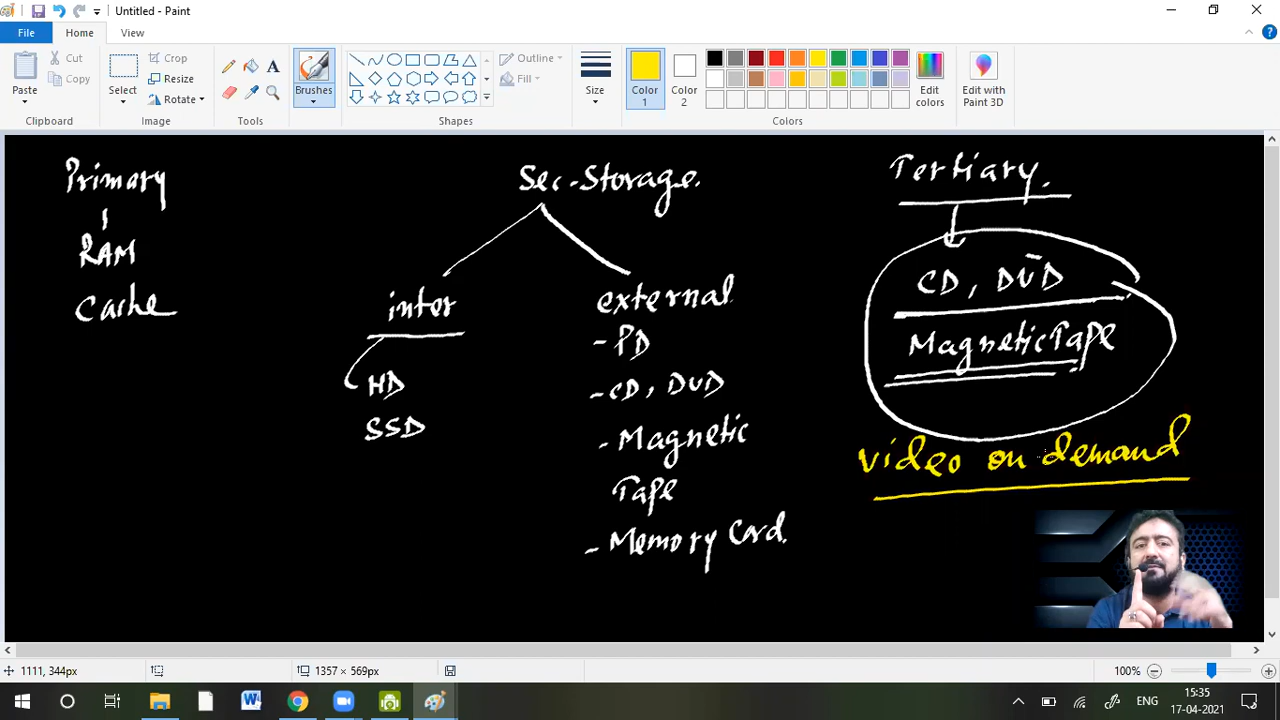 Untitled - Paint
File
Home
View
Paste
Cut
Copy
Clipboard
Select
Crop
Resize
Rotate
Image
Tools
Brushes
Outline
Fill
Shapes
Size
Color 1
Color 2
Edit colors
Colors
Edit with Paint 3D
Primary
RAM
Cache
Sec-Storage.
inter
HD
SSD
external
- PD
- CD, DVD
- Magnetic
Tape
- Memory Card.
Tertiary.
CD, DVD
Magnetic Tape
video on demand
1111, 344px
1357 × 569px
100%
ENG
15:35
17-04-2021